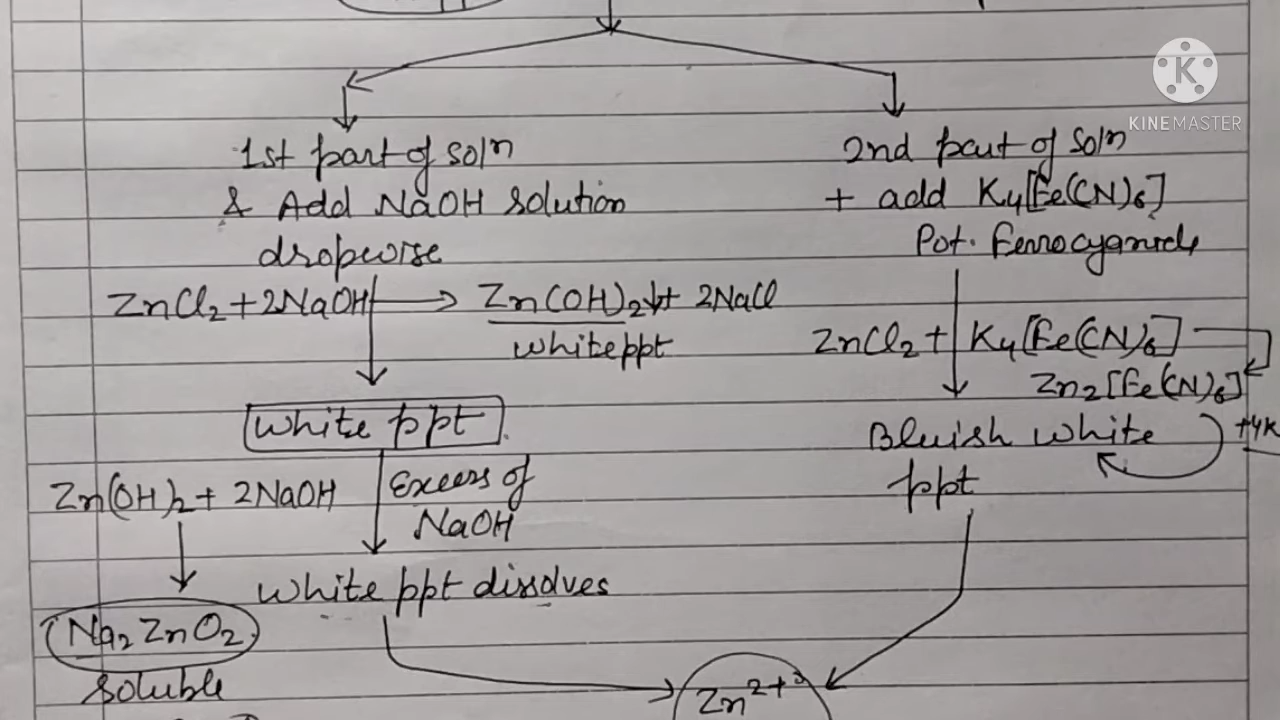 1st part of soln
& Add NaOH solution
dropwise
ZnCl2 + 2NaOH → Zn(OH)2↓ + 2NaCl
white ppt
White ppt
Zn(OH)2 + 2NaOH
Excess of
NaOH
White ppt dissolves
Na2ZnO2
soluble
2nd part of soln
+ add K4[Fe(CN)6]
Pot. Ferrocyanide
ZnCl2 + K4[Fe(CN)6]
Zn2[Fe(CN)6]
+4K
Bluish white
ppt
Zn2+
KINEMASTER